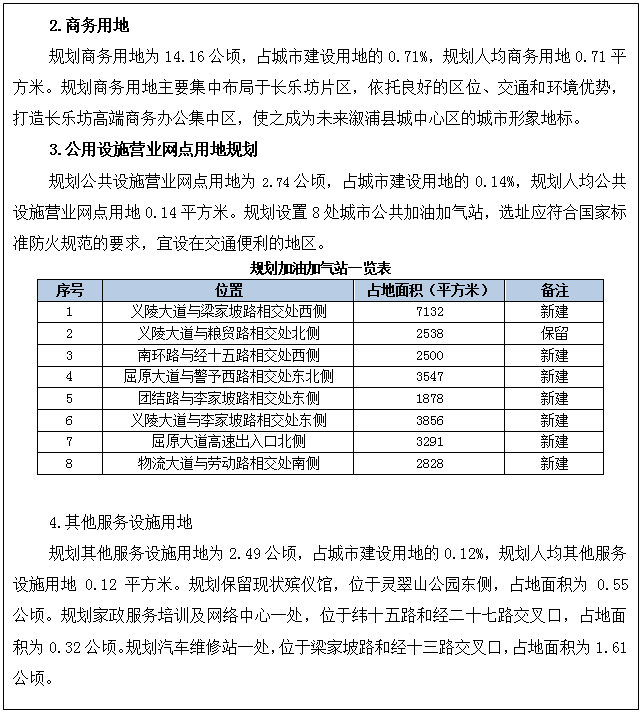 2.商务用地
规划商务用地为14.16公顷，占城市建设用地的0.71%，规划人均商务用地0.71平
方米。规划商务用地主要集中布局于长乐坊片区，依托良好的区位、交通和环境优势，
打造长乐坊高端商务办公集中区，使之成为未来溆浦县城中心区的城市形象地标。
3.公用设施营业网点用地规划
规划公共设施营业网点用地为2.74公顷，占城市建设用地的0.14%，规划人均公共
设施营业网点用地0.14平方米。规划设置8处城市公共加油加气站，选址应符合国家标
准防火规范的要求，宜设在交通便利的地区。
规划加油加气站一览表
序号 位置 占地面积（平方米） 备注
1 义陵大道与梁家坡路相交处西侧 7132 新建
2 义陵大道与粮贸路相交处北侧 2538 保留
3 南环路与经十五路相交处西侧 2500 新建
4 屈原大道与警予西路相交处东北侧 3547 新建
5 团结路与李家坡路相交处东侧 1878 新建
6 义陵大道与李家坡路相交处东侧 3856 新建
7 屈原大道高速出入口北侧 3291 新建
8 物流大道与劳动路相交处南侧 2828 新建
4.其他服务设施用地
规划其他服务设施用地为2.49公顷，占城市建设用地的0.12%，规划人均其他服务
设施用地 0.12 平方米。规划保留现状殡仪馆，位于灵翠山公园东侧，占地面积为 0.55
公顷。规划家政服务培训及网络中心一处，位于纬十五路和经二十七路交叉口，占地面
积为0.32公顷。规划汽车维修站一处，位于梁家坡路和经十三路交叉口，占地面积为1.61
公顷。